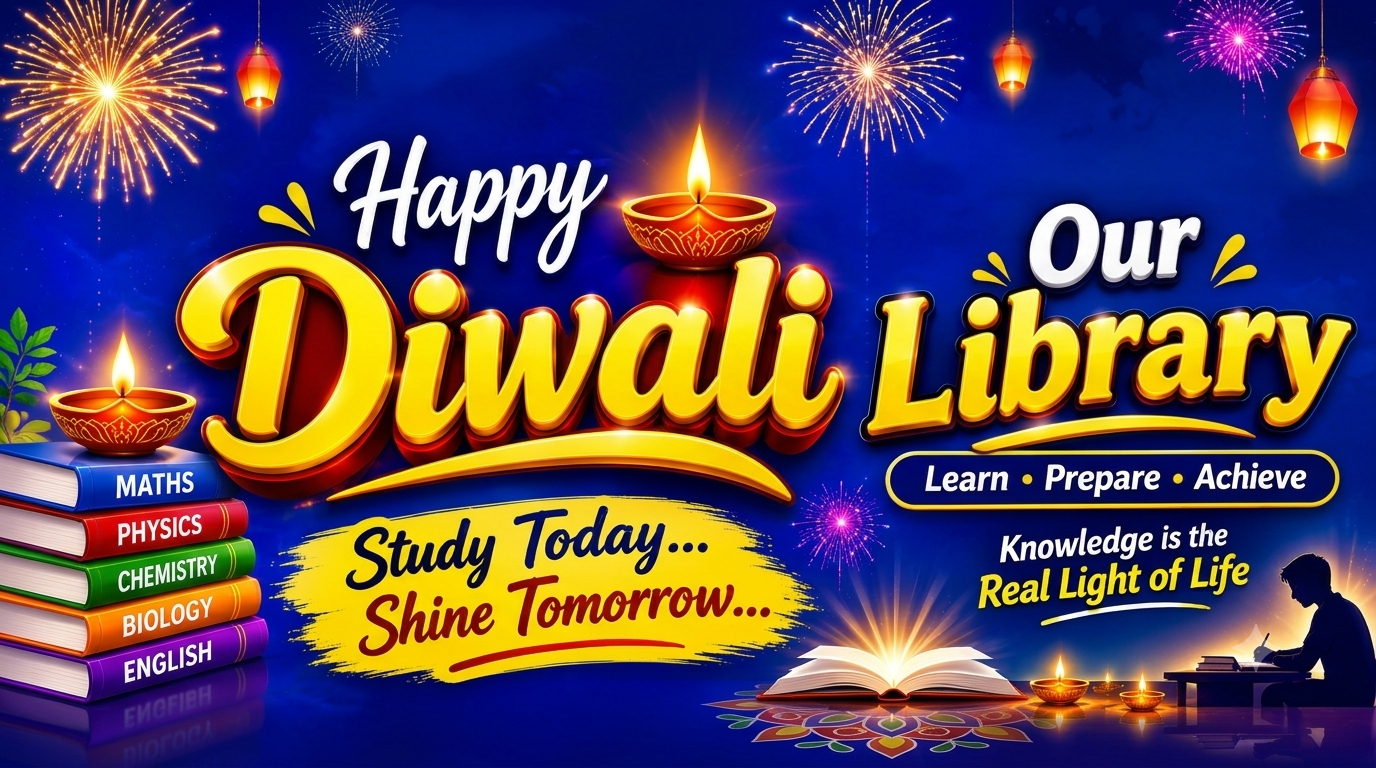 Happy
Diwali
Study Today...
Shine Tomorrow...
MATHS
PHYSICS
CHEMISTRY
BIOLOGY
ENGLISH
Our
Library
Learn • Prepare • Achieve
Knowledge is the
Real Light of Life